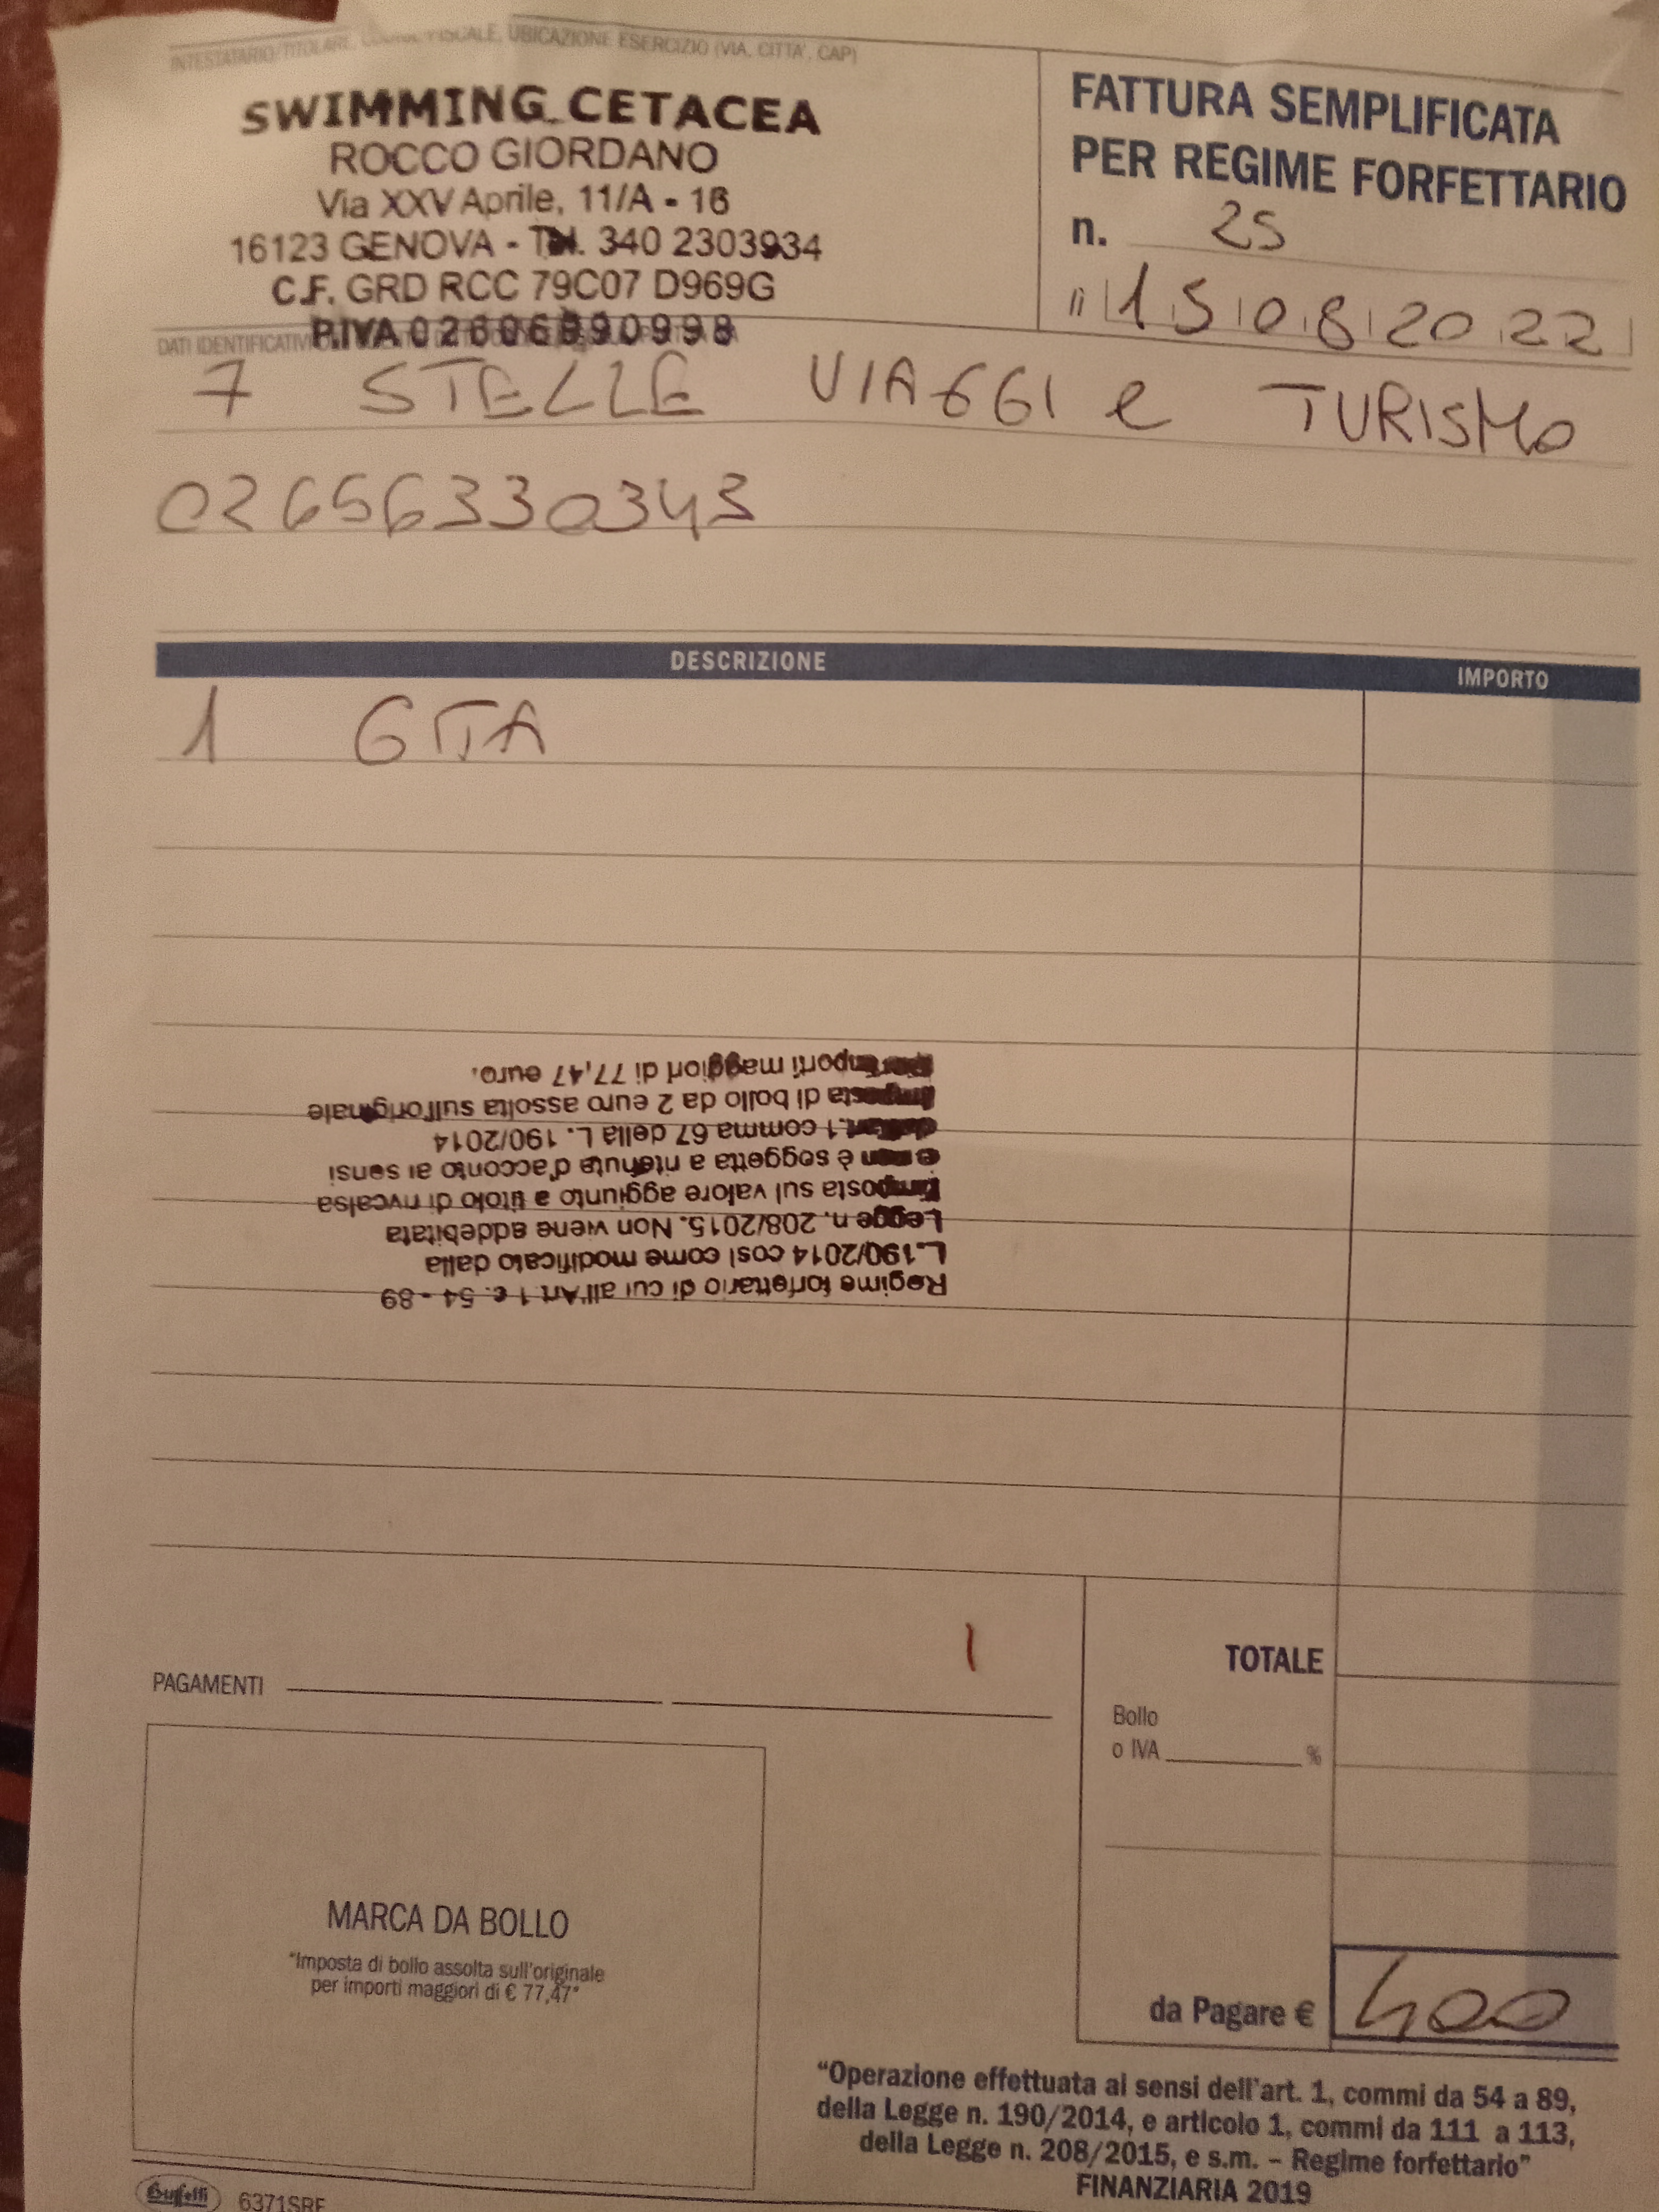 INTESTATARIO/TITOLARE, CODICE FISCALE, UBICAZIONE ESERCIZIO (VIA, CITTA', CAP)
SWIMMING CETACEA
ROCCO GIORDANO
Via XXV Aprile, 11/A - 16
16123 GENOVA - Tel. 340 2303934
C.F. GRD RCC 79C07 D969G
P.IVA 02606890998
FATTURA SEMPLIFICATA
PER REGIME FORFETTARIO
n. 25
15 08 2022
DATI IDENTIFICATIVI
7 STELLE VIAGGI e TURISMO
02656330343
DESCRIZIONE IMPORTO
1 GITA
Regime forfettario di cui all'Art 1 c. 54 - 89
L.190/2014 così come modificato dalla
Legge n. 208/2015. Non viene addebitata
l'imposta sul valore aggiunto a titolo di rivcalsa
e non è soggetta a ritenuta d'acconto ai sensi
dell'art.1 comma 67 della L. 190/2014
Imposta di bollo da 2 euro assolta sull'originale
per importi maggiori di 77,47 euro.
PAGAMENTI
TOTALE
Bollo
o IVA %
MARCA DA BOLLO
"Imposta di bollo assolta sull'originale
per importi maggiori di € 77,47"
da Pagare € 400
"Operazione effettuata ai sensi dell'art. 1, commi da 54 a 89,
della Legge n. 190/2014, e articolo 1, commi da 111 a 113,
della Legge n. 208/2015, e s.m. – Regime forfettario"
FINANZIARIA 2019
Buffetti 6371SRF